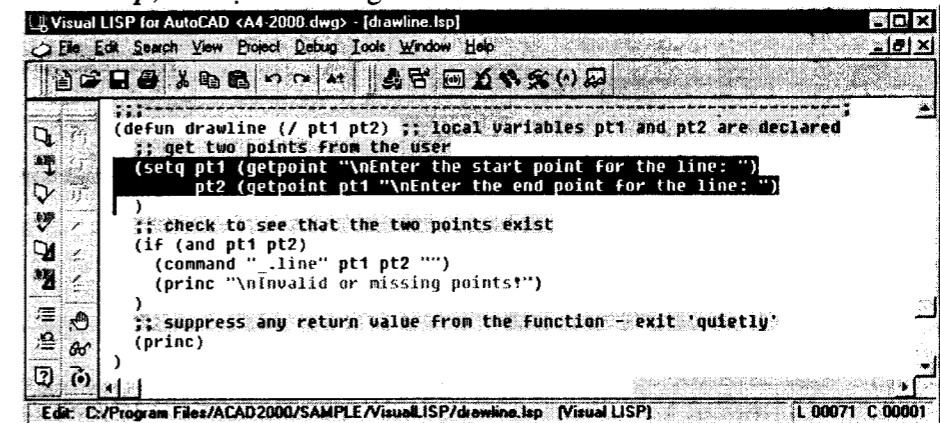 Visual LISP for AutoCAD <A4-2000.dwg> - [drawline.lsp]
File Edit Search View Project Debug Tools Window Help
;;;-----------------------------------------------------------------------;
(defun drawline (/ pt1 pt2) ;; local variables pt1 and pt2 are declared
;; get two points from the user
(setq pt1 (getpoint "\nEnter the start point for the line: ")
pt2 (getpoint pt1 "\nEnter the end point for the line: ")
)
;; check to see that the two points exist
(if (and pt1 pt2)
(command "_.line" pt1 pt2 "")
(princ "\nInvalid or missing points!")
)
;; suppress any return value from the function - exit 'quietly'
(princ)
)
Edit: C:/Program Files/ACAD2000/SAMPLE/VisualLISP/drawline.lsp (Visual LISP) L 00071 C 00001